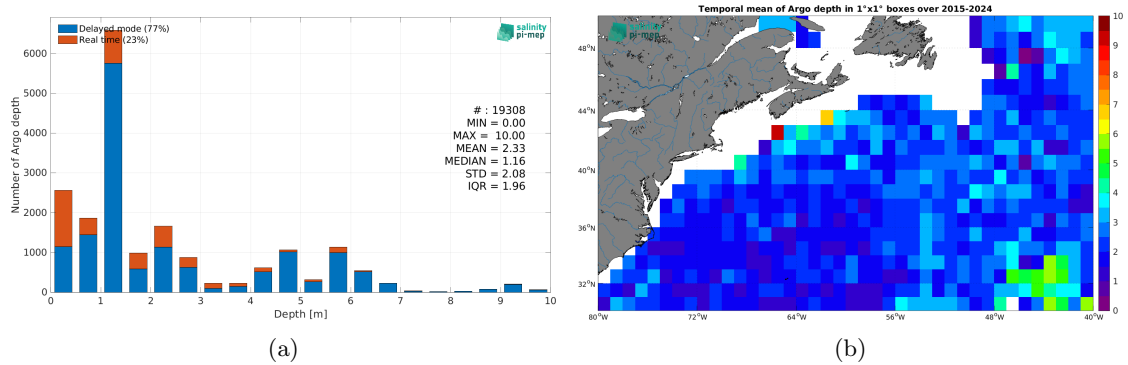 Delayed mode (77%)
Real time (23%)
salinity
pi-mep
# : 19308
MIN = 0.00
MAX = 10.00
MEAN = 2.33
MEDIAN = 1.16
STD = 2.08
IQR = 1.96
Number of Argo depth
6000
5000
4000
3000
2000
1000
0
0 1 2 3 4 5 6 7 8 9 10
Depth [m]
(a)
Temporal mean of Argo depth in 1°x1° boxes over 2015-2024
salinity
pi-mep
48°N
44°N
40°N
36°N
32°N
80°W 72°W 64°W 56°W 48°W 40°W
10
9
8
7
6
5
4
3
2
1
0
(b)